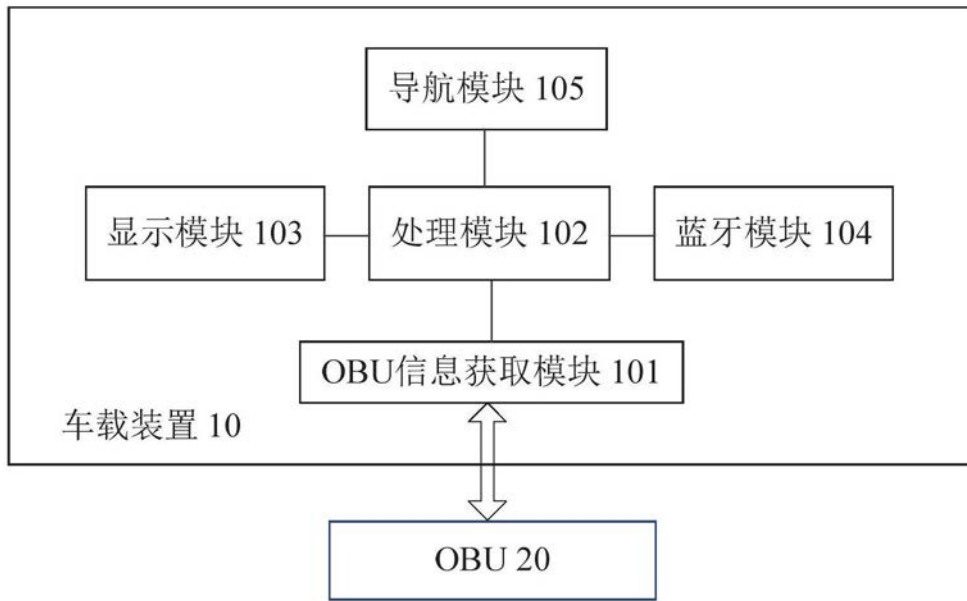 导航模块 105
显示模块 103
处理模块 102
蓝牙模块 104
OBU信息获取模块 101
车载装置 10
OBU 20